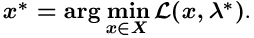 x* = arg min_{x∈X} ℒ(x, λ*).